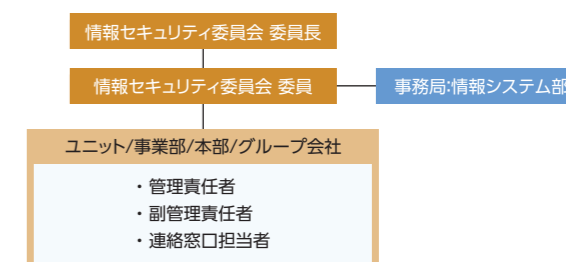 情報セキュリティ委員会 委員長
情報セキュリティ委員会 委員
事務局:情報システム部
ユニット/事業部/本部/グループ会社
・ 管理責任者
・ 副管理責任者
・ 連絡窓口担当者